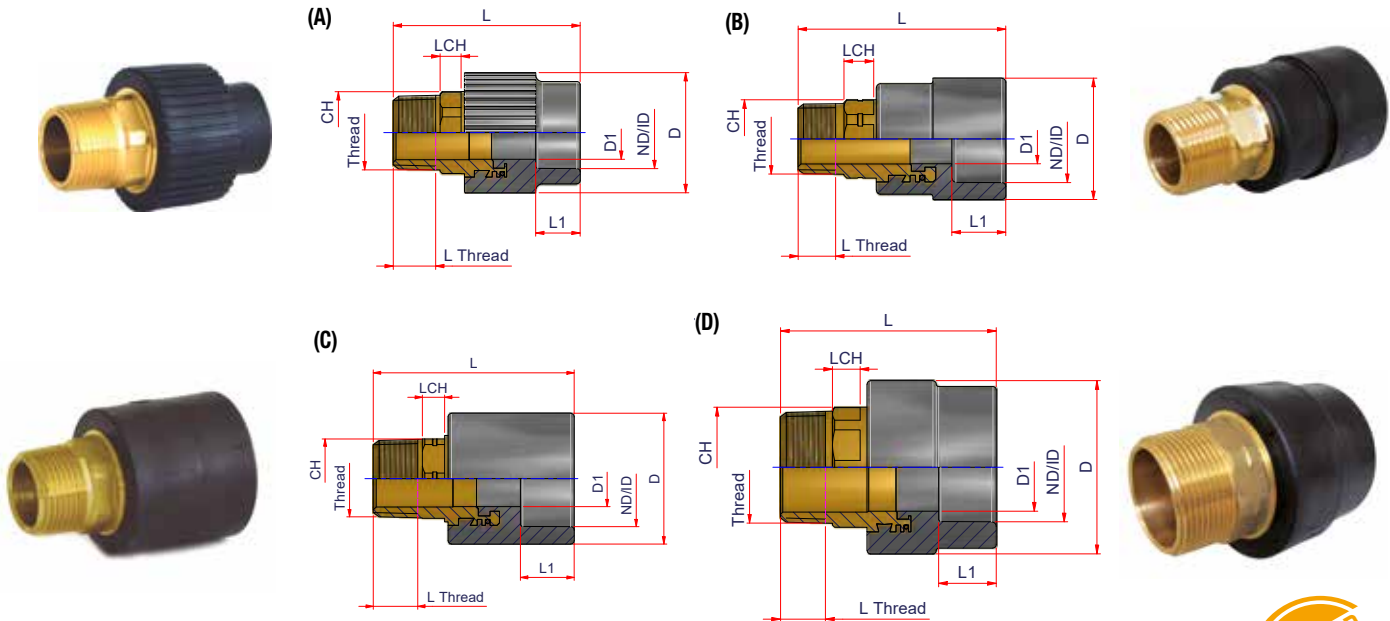 (A)
L
LCH
CH
Thread
D1
ND/ID
D
L1
L Thread
(B)
L
LCH
CH
Thread
D1
ND/ID
D
L1
L Thread
(C)
L
LCH
CH
Thread
D1
ND/ID
D
L1
L Thread
(D)
L
LCH
CH
Thread
D1
ND/ID
D
L1
L Thread